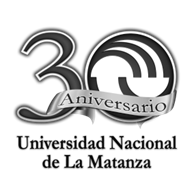 30
Aniversario
Universidad Nacional
de La Matanza